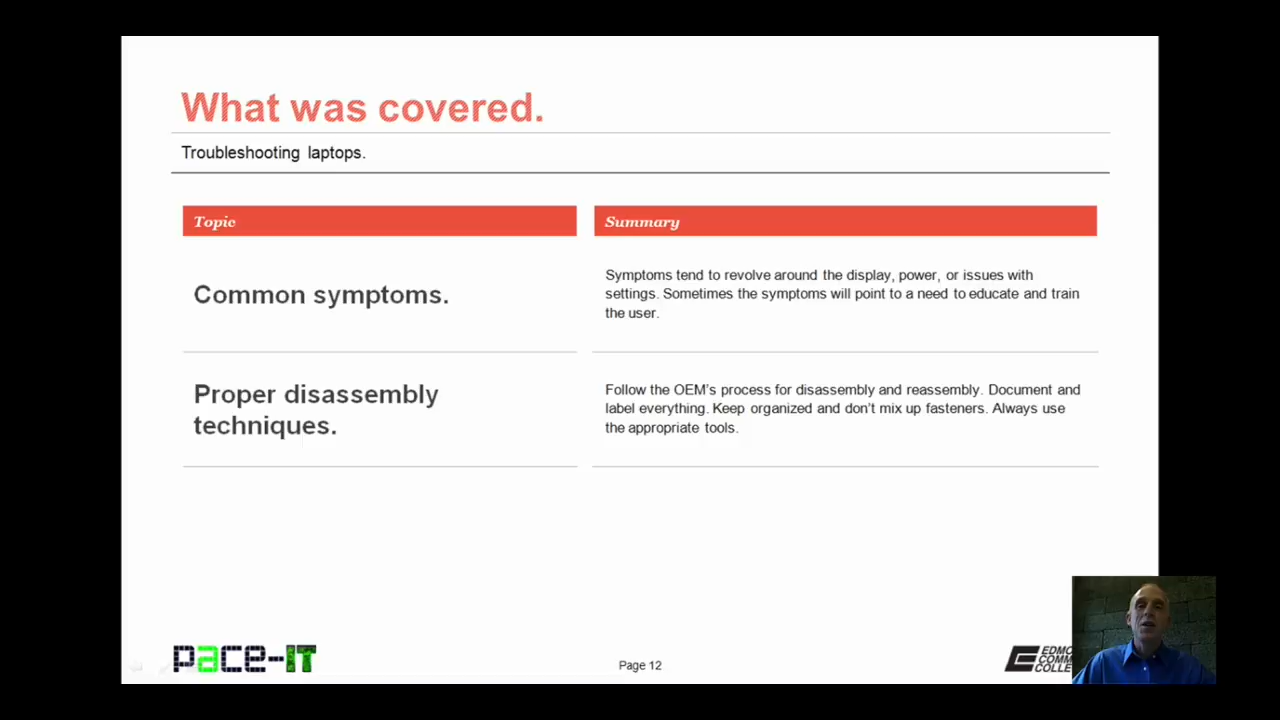 What was covered.
Troubleshooting laptops.
Topic
Summary
Common symptoms.
Symptoms tend to revolve around the display, power, or issues with
settings. Sometimes the symptoms will point to a need to educate and train
the user.
Proper disassembly
techniques.
Follow the OEM's process for disassembly and reassembly. Document and
label everything. Keep organized and don't mix up fasteners. Always use
the appropriate tools.
pace-IT
Page 12